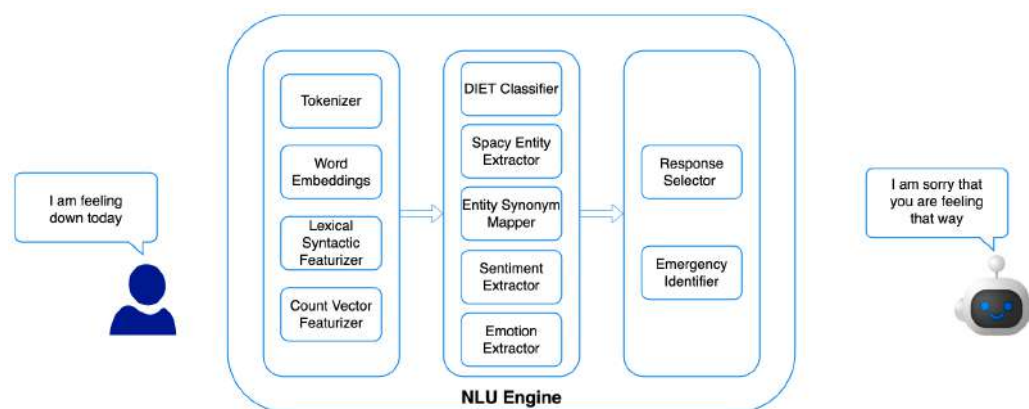 I am feeling
down today
Tokenizer
Word
Embeddings
Lexical
Syntactic
Featurizer
Count Vector
Featurizer
DIET Classifier
Spacy Entity
Extractor
Entity Synonym
Mapper
Sentiment
Extractor
Emotion
Extractor
Response
Selector
Emergency
Identifier
NLU Engine
I am sorry that
you are feeling
that way